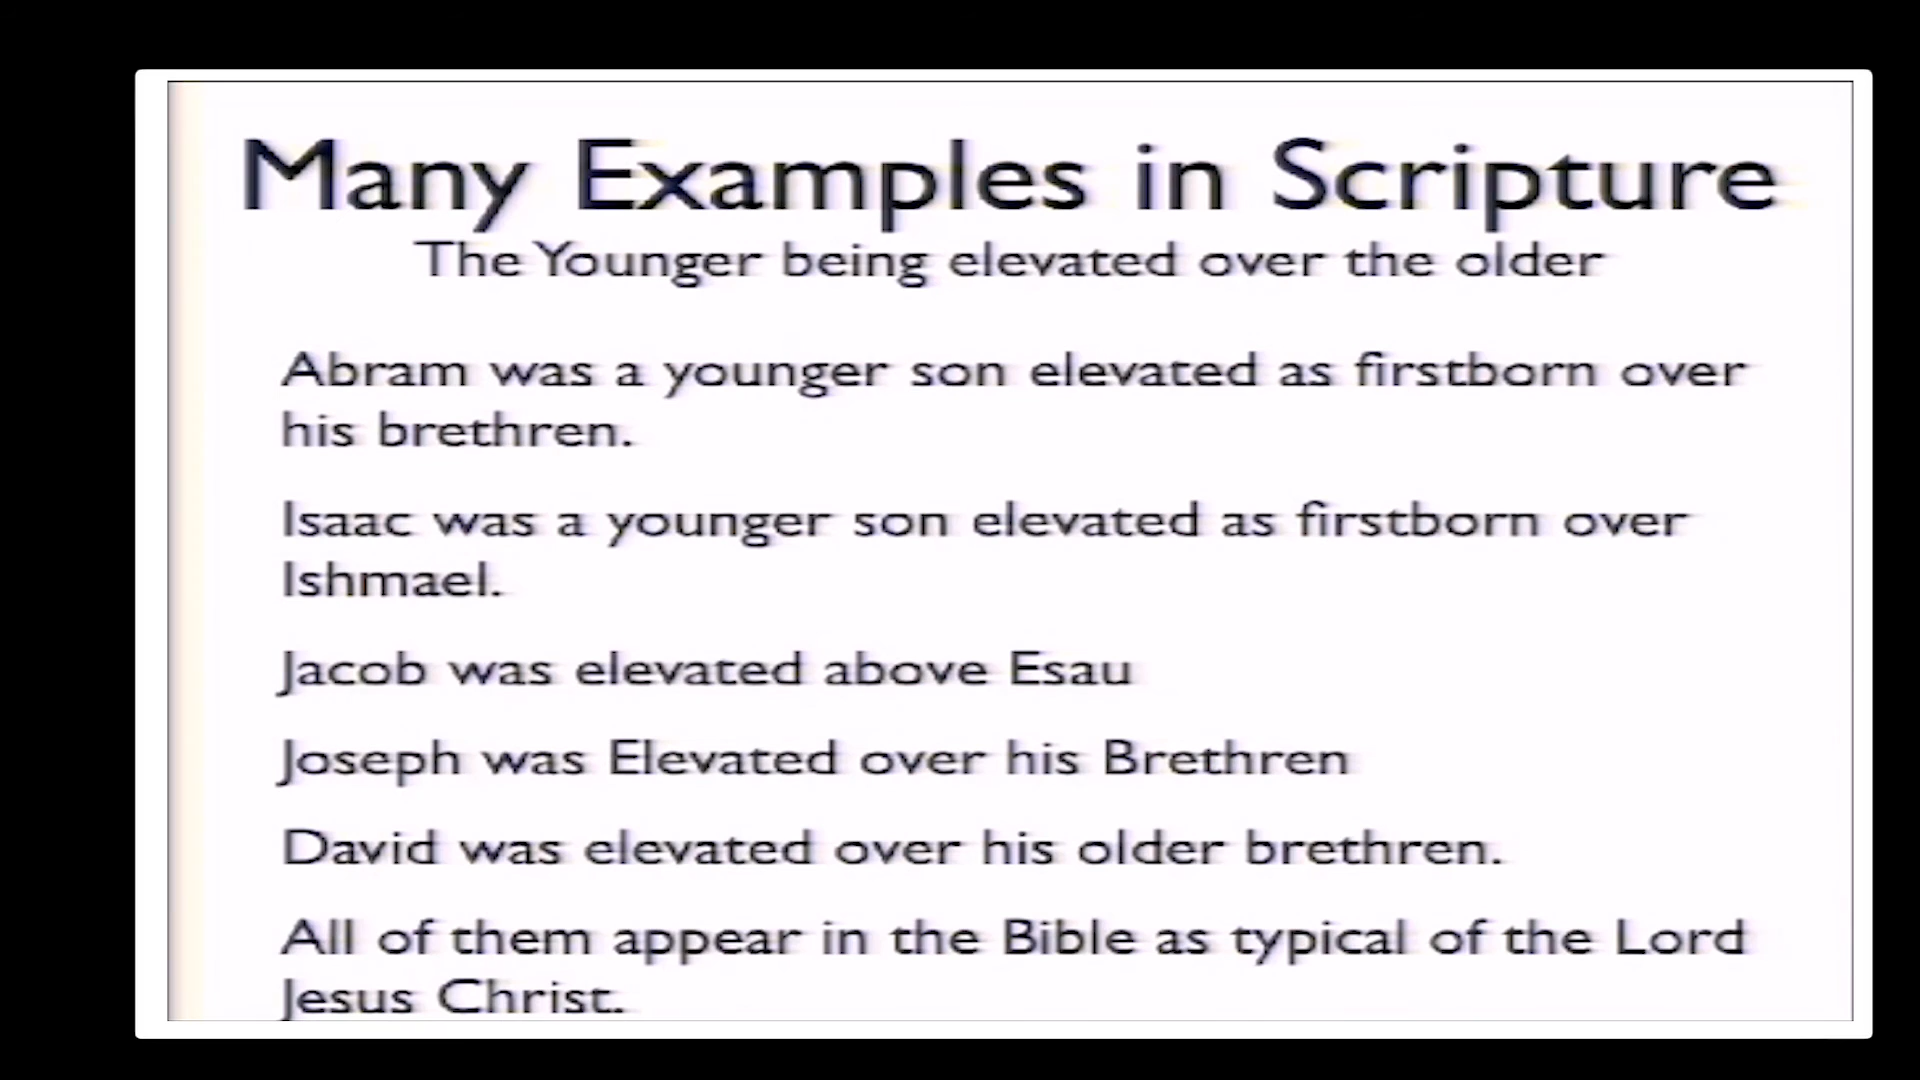 Many Examples in Scripture
The Younger being elevated over the older
Abram was a younger son elevated as firstborn over
his brethren.
Isaac was a younger son elevated as firstborn over
Ishmael.
Jacob was elevated above Esau
Joseph was Elevated over his Brethren
David was elevated over his older brethren.
All of them appear in the Bible as typical of the Lord
Jesus Christ.